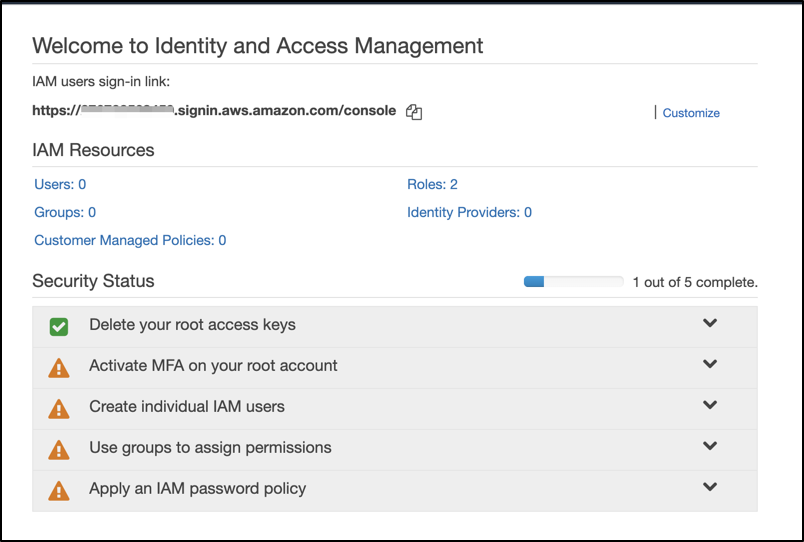 Welcome to Identity and Access Management
IAM users sign-in link:
https://.signin.aws.amazon.com/console
| Customize
IAM Resources
Users: 0
Roles: 2
Groups: 0
Identity Providers: 0
Customer Managed Policies: 0
Security Status
1 out of 5 complete.
Delete your root access keys
Activate MFA on your root account
Create individual IAM users
Use groups to assign permissions
Apply an IAM password policy